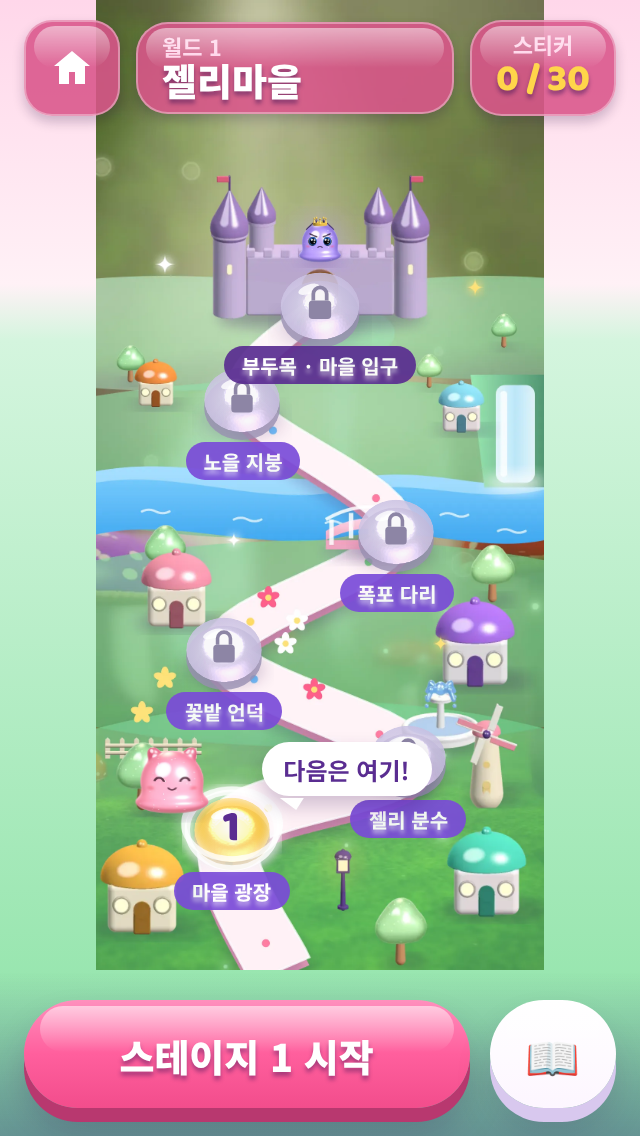 월드 1
젤리마을
스티커
0 / 30
부두목 · 마을 입구
노을 지붕
폭포 다리
꽃밭 언덕
다음은 여기!
젤리 분수
1
마을 광장
스테이지 1 시작